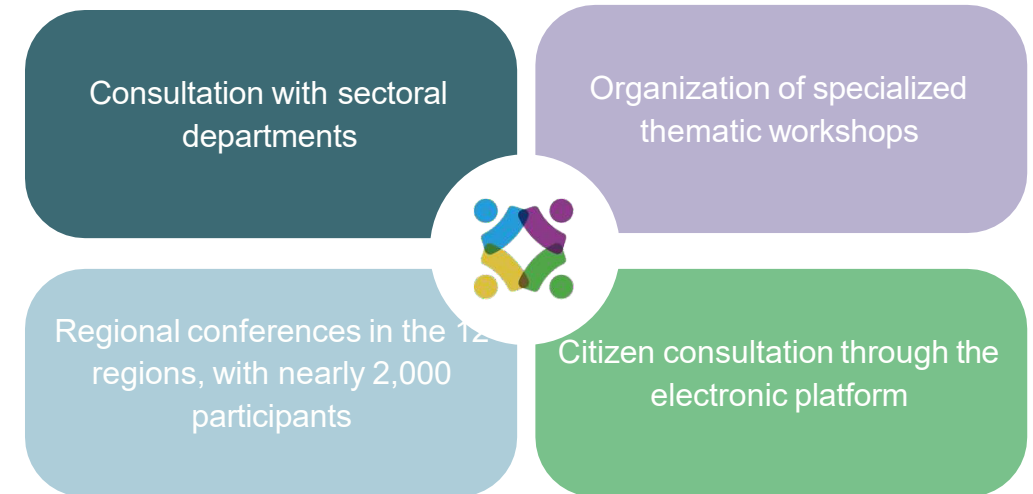 Consultation with sectoral
departments
Organization of specialized
thematic workshops
Regional conferences in the 12
regions, with nearly 2,000
participants
Citizen consultation through the
electronic platform